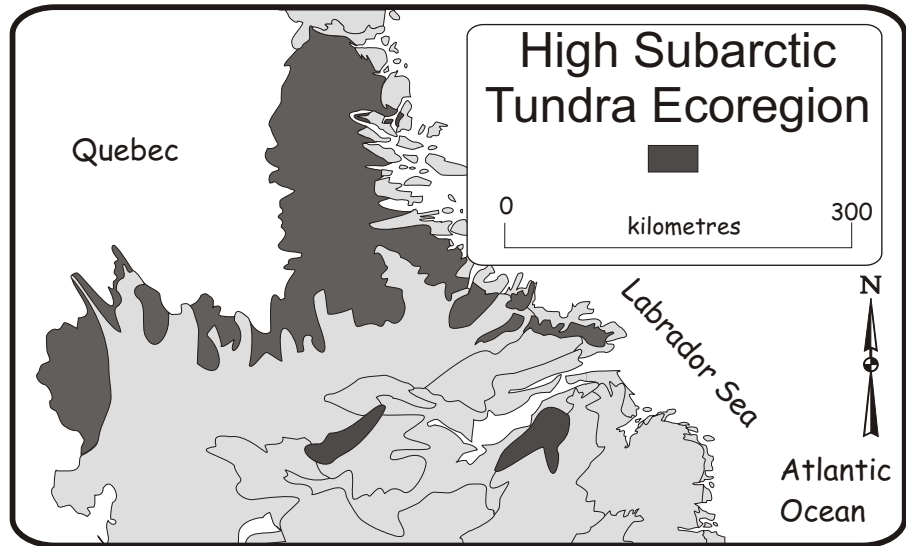 High Subarctic
Tundra Ecoregion
0
300
kilometres
Quebec
N
Labrador Sea
Atlantic
Ocean